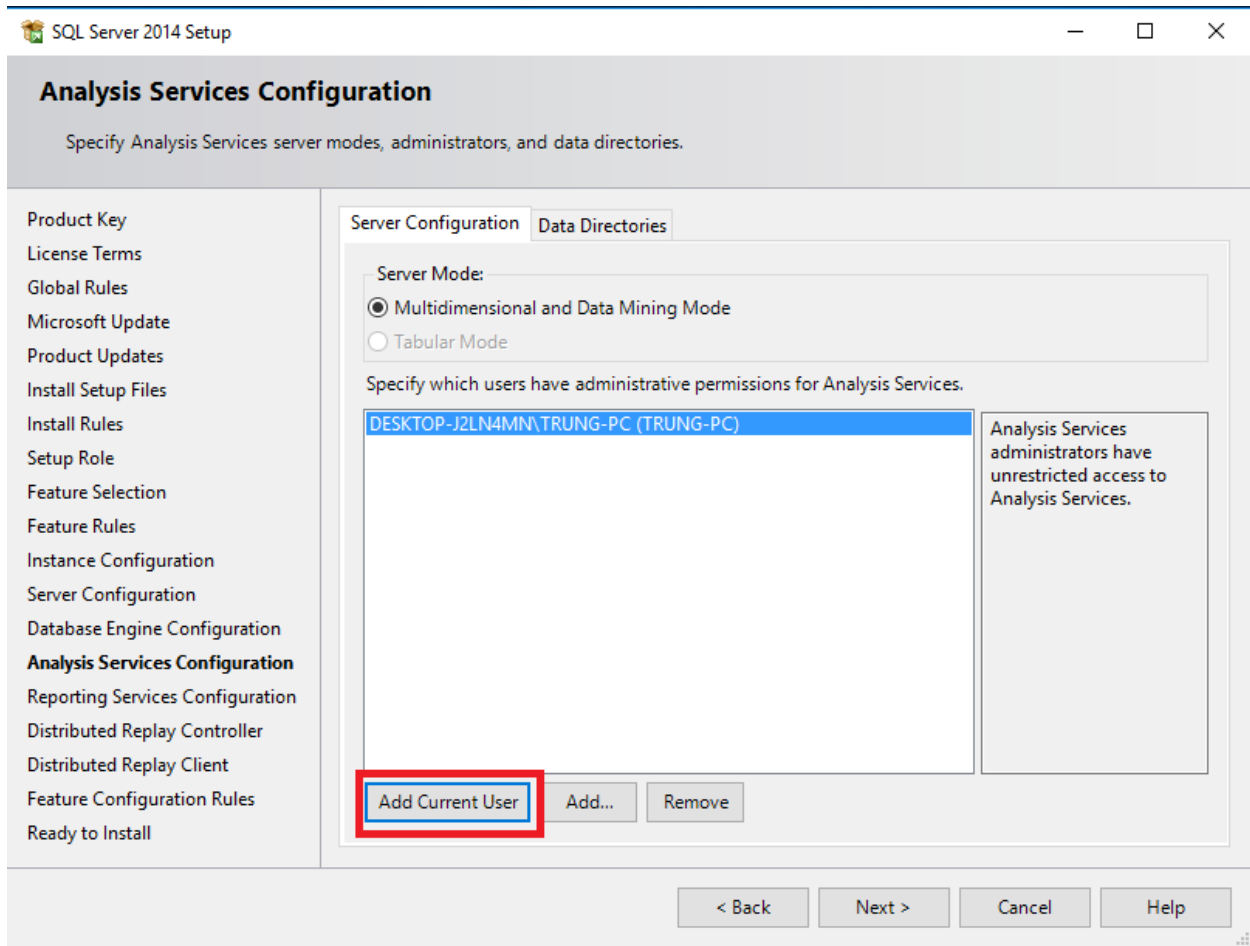 SQL Server 2014 Setup
Analysis Services Configuration
Specify Analysis Services server modes, administrators, and data directories.
Product Key
License Terms
Global Rules
Microsoft Update
Product Updates
Install Setup Files
Install Rules
Setup Role
Feature Selection
Feature Rules
Instance Configuration
Server Configuration
Database Engine Configuration
Analysis Services Configuration
Reporting Services Configuration
Distributed Replay Controller
Distributed Replay Client
Feature Configuration Rules
Ready to Install
Server Configuration
Data Directories
Server Mode:
Multidimensional and Data Mining Mode
Tabular Mode
Specify which users have administrative permissions for Analysis Services.
DESKTOP-J2LN4MN\TRUNG-PC (TRUNG-PC)
Analysis Services
administrators have
unrestricted access to
Analysis Services.
Add Current User
Add...
Remove
< Back
Next >
Cancel
Help